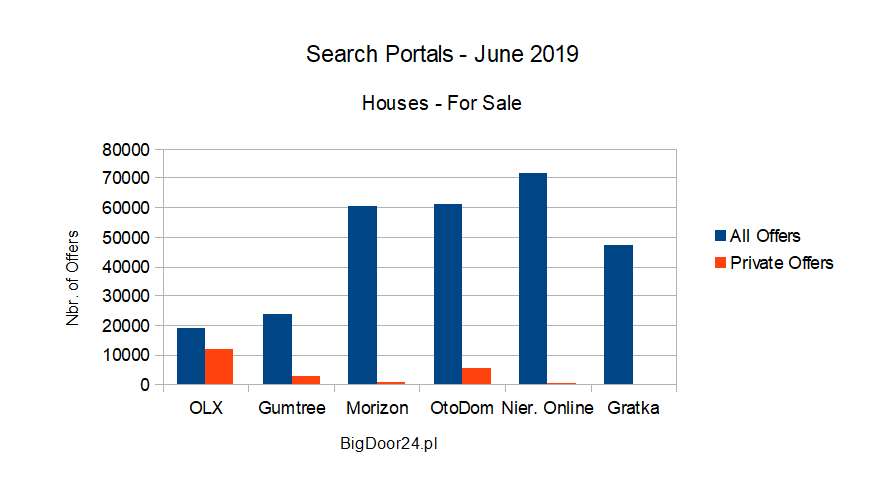 Search Portals - June 2019
Houses - For Sale
80000
70000
60000
50000
40000
30000
20000
10000
0
Nbr. of Offers
OLX Gumtree Morizon OtoDom Nier. Online Gratka
BigDoor24.pl
All Offers
Private Offers